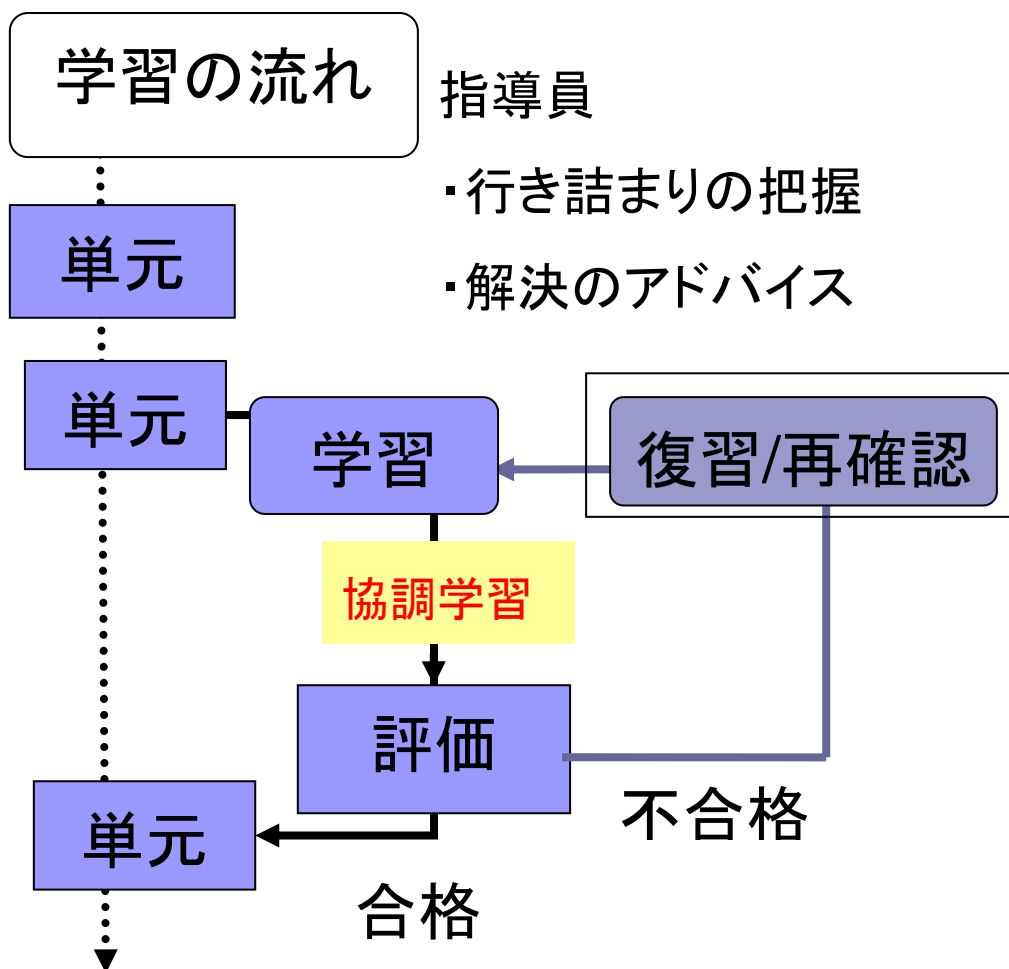 学習の流れ
指導員
・行き詰まりの把握
・解決のアドバイス
単元
単元
学習
復習/再確認
協調学習
評価
不合格
単元
合格